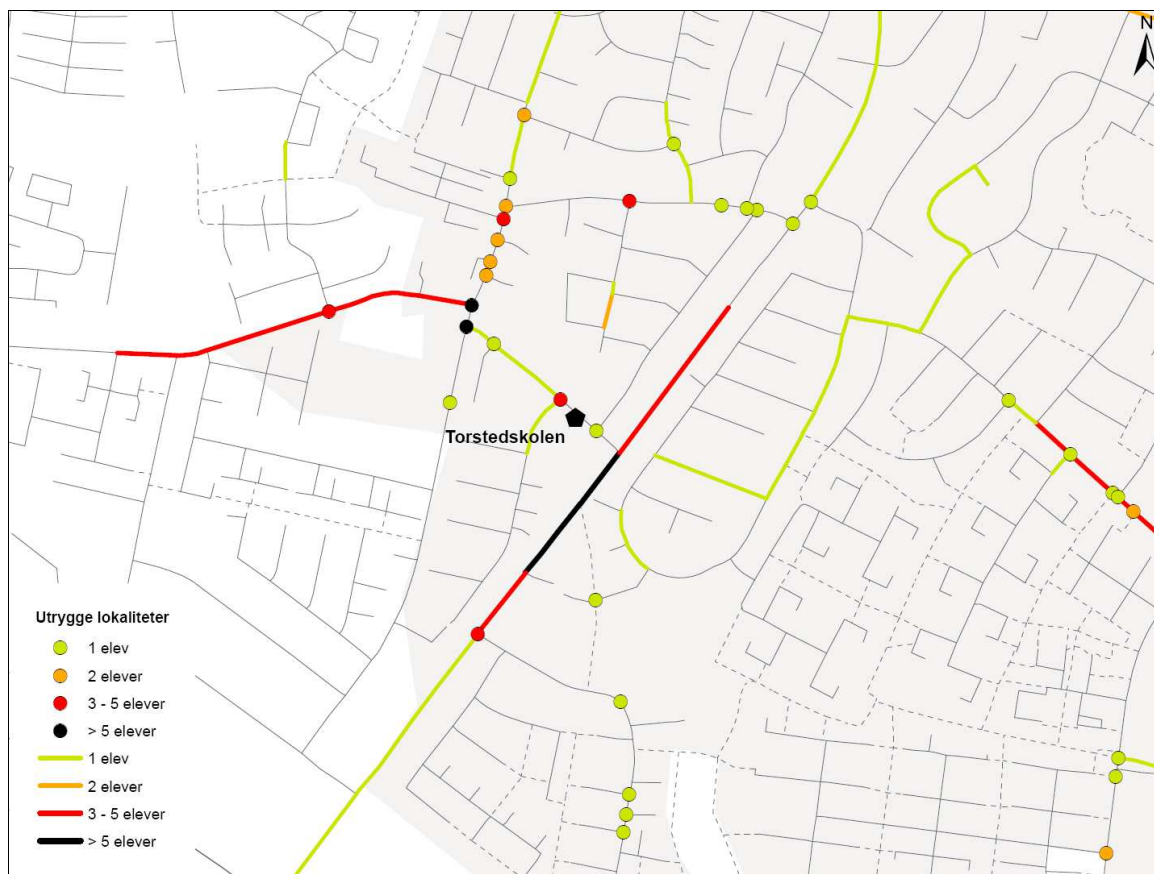 N
Torstedskolen
Utrygge lokaliteter
1 elev
2 elever
3 - 5 elever
> 5 elever
1 elev
2 elever
3 - 5 elever
> 5 elever